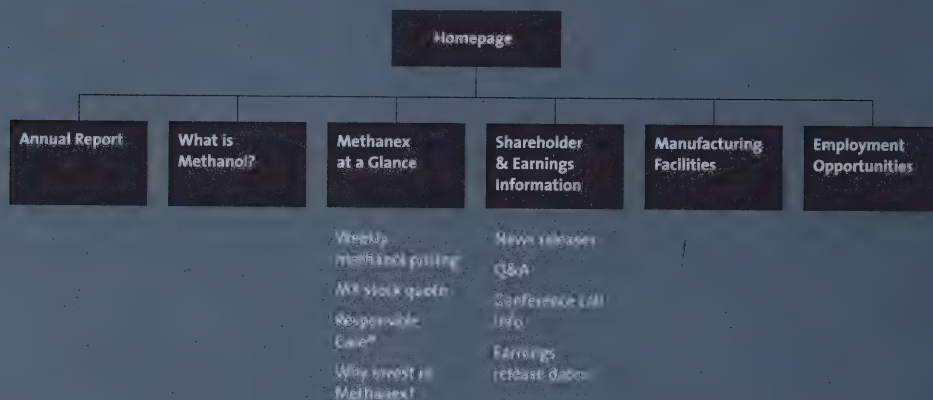 Homepage
Annual Report
What is
Methanol?
Methanex
at a Glance
Shareholder
& Earnings
Information
Manufacturing
Facilities
Employment
Opportunities
Weekly
methanol pricing
MX stock quote
Responsible
Care®
Why invest in
Methanex?
News releases
Q&A
Conference call
info
Earnings
release dates